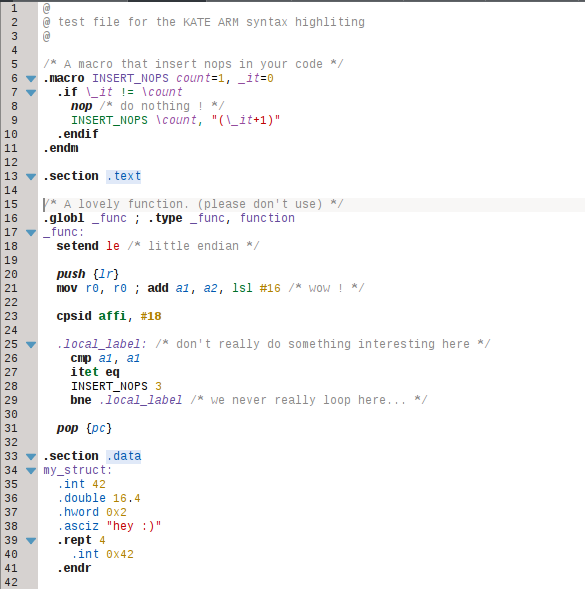 1 @
2 @ test file for the KATE ARM syntax highliting
3 @
4
5 /* A macro that insert nops in your code */
6 .macro INSERT_NOPS count=1, _it=0
7 .if \_it != \count
8 nop /* do nothing ! */
9 INSERT_NOPS \count, "(\_it+1)"
10 .endif
11 .endm
12
13 .section .text
14
15 /* A lovely function. (please don't use) */
16 .globl _func ; .type _func, function
17 _func:
18 setend le /* little endian */
19
20 push {lr}
21 mov r0, r0 ; add a1, a2, lsl #16 /* wow ! */
22
23 cpsid affi, #18
24
25 .local_label: /* don't really do something interesting here */
26 cmp a1, a1
27 itet eq
28 INSERT_NOPS 3
29 bne .local_label /* we never really loop here... */
30
31 pop {pc}
32
33 .section .data
34 my_struct:
35 .int 42
36 .double 16.4
37 .hword 0x2
38 .asciz "hey :)"
39 .rept 4
40 .int 0x42
41 .endr
42